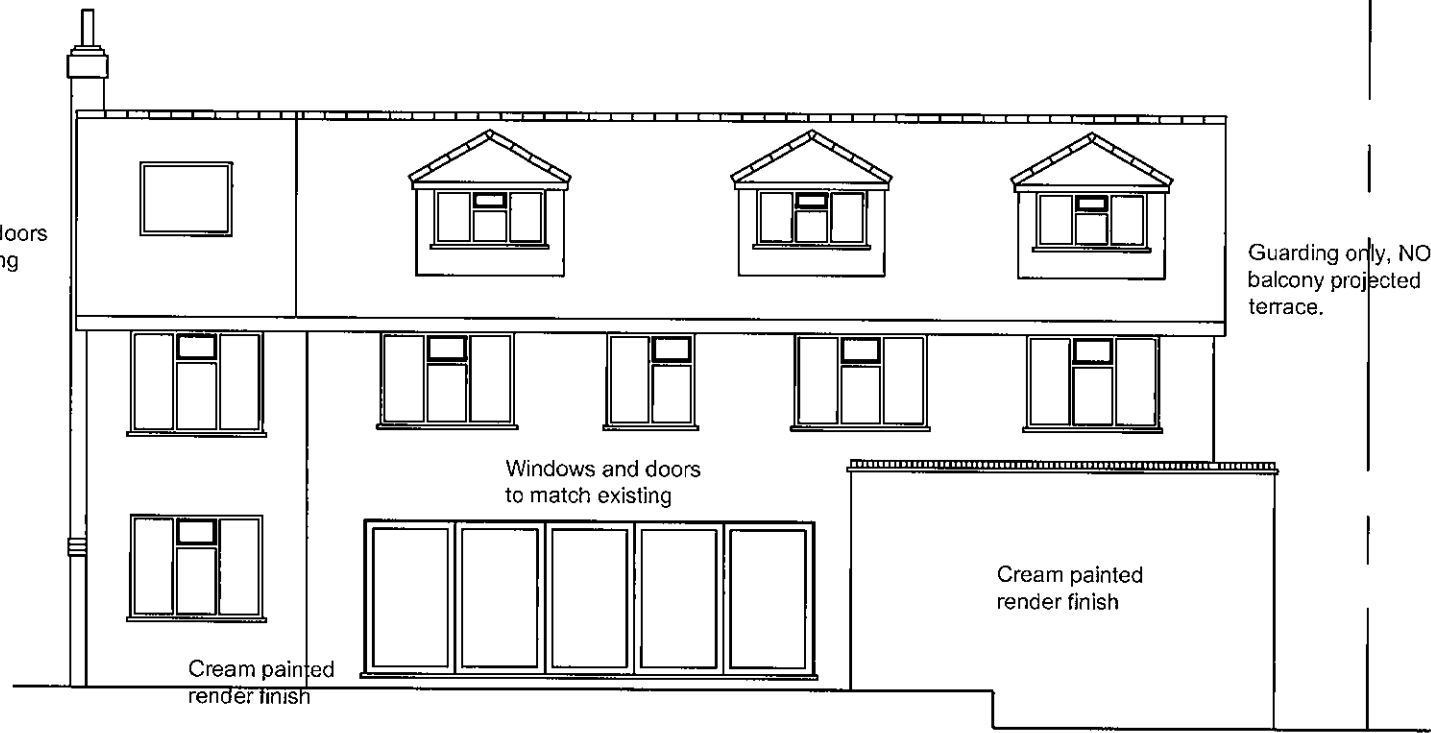 doors
ng
Guarding only, NO
balcony projected
terrace.
Windows and doors
to match existing
Cream painted
render finish
Cream painted
render finish